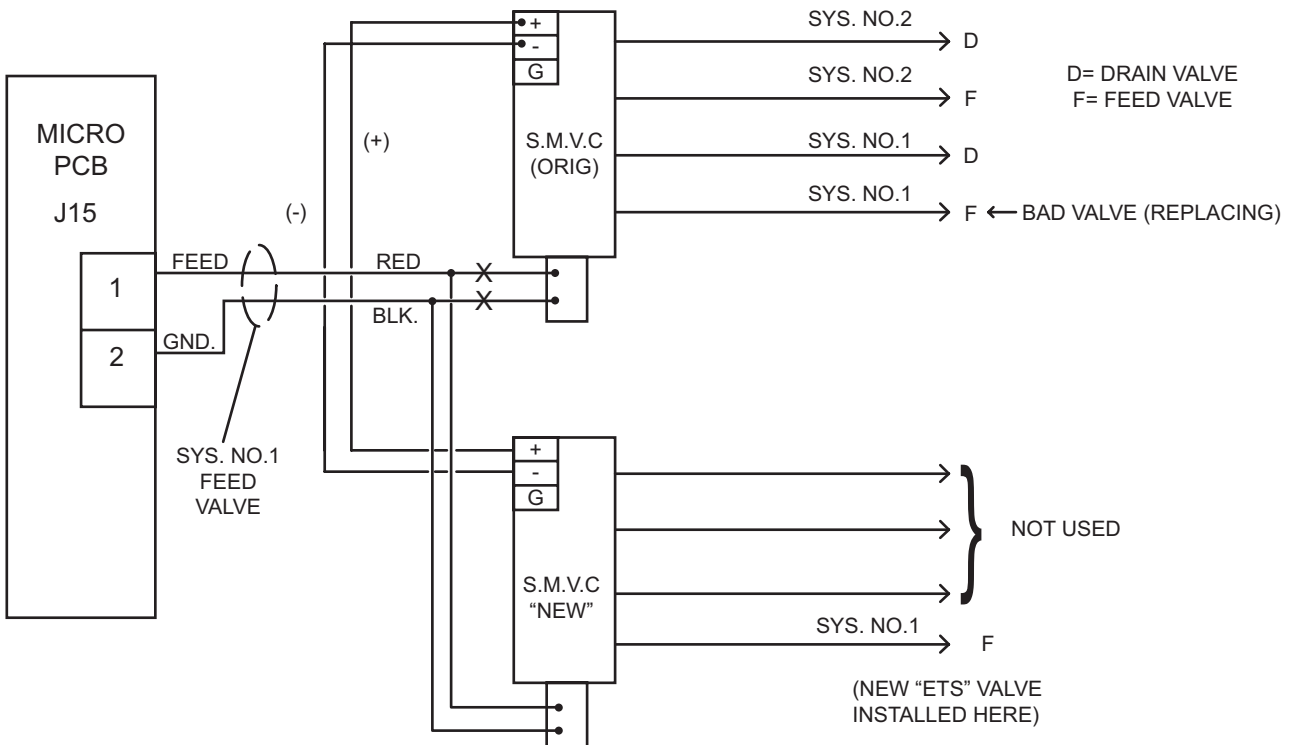 SYS. NO.2
+
-
G
D
D= DRAIN VALVE
F= FEED VALVE
SYS. NO.2
F
MICRO
PCB
J15
(+)
(-)
S.M.V.C
(ORIG)
SYS. NO.1
D
SYS. NO.1
F
BAD VALVE (REPLACING)
FEED
RED
X
1
X
BLK.
GND.
2
SYS. NO.1
FEED
VALVE
+
-
G
NOT USED
S.M.V.C
“NEW”
SYS. NO.1
F
(NEW “ETS” VALVE
INSTALLED HERE)